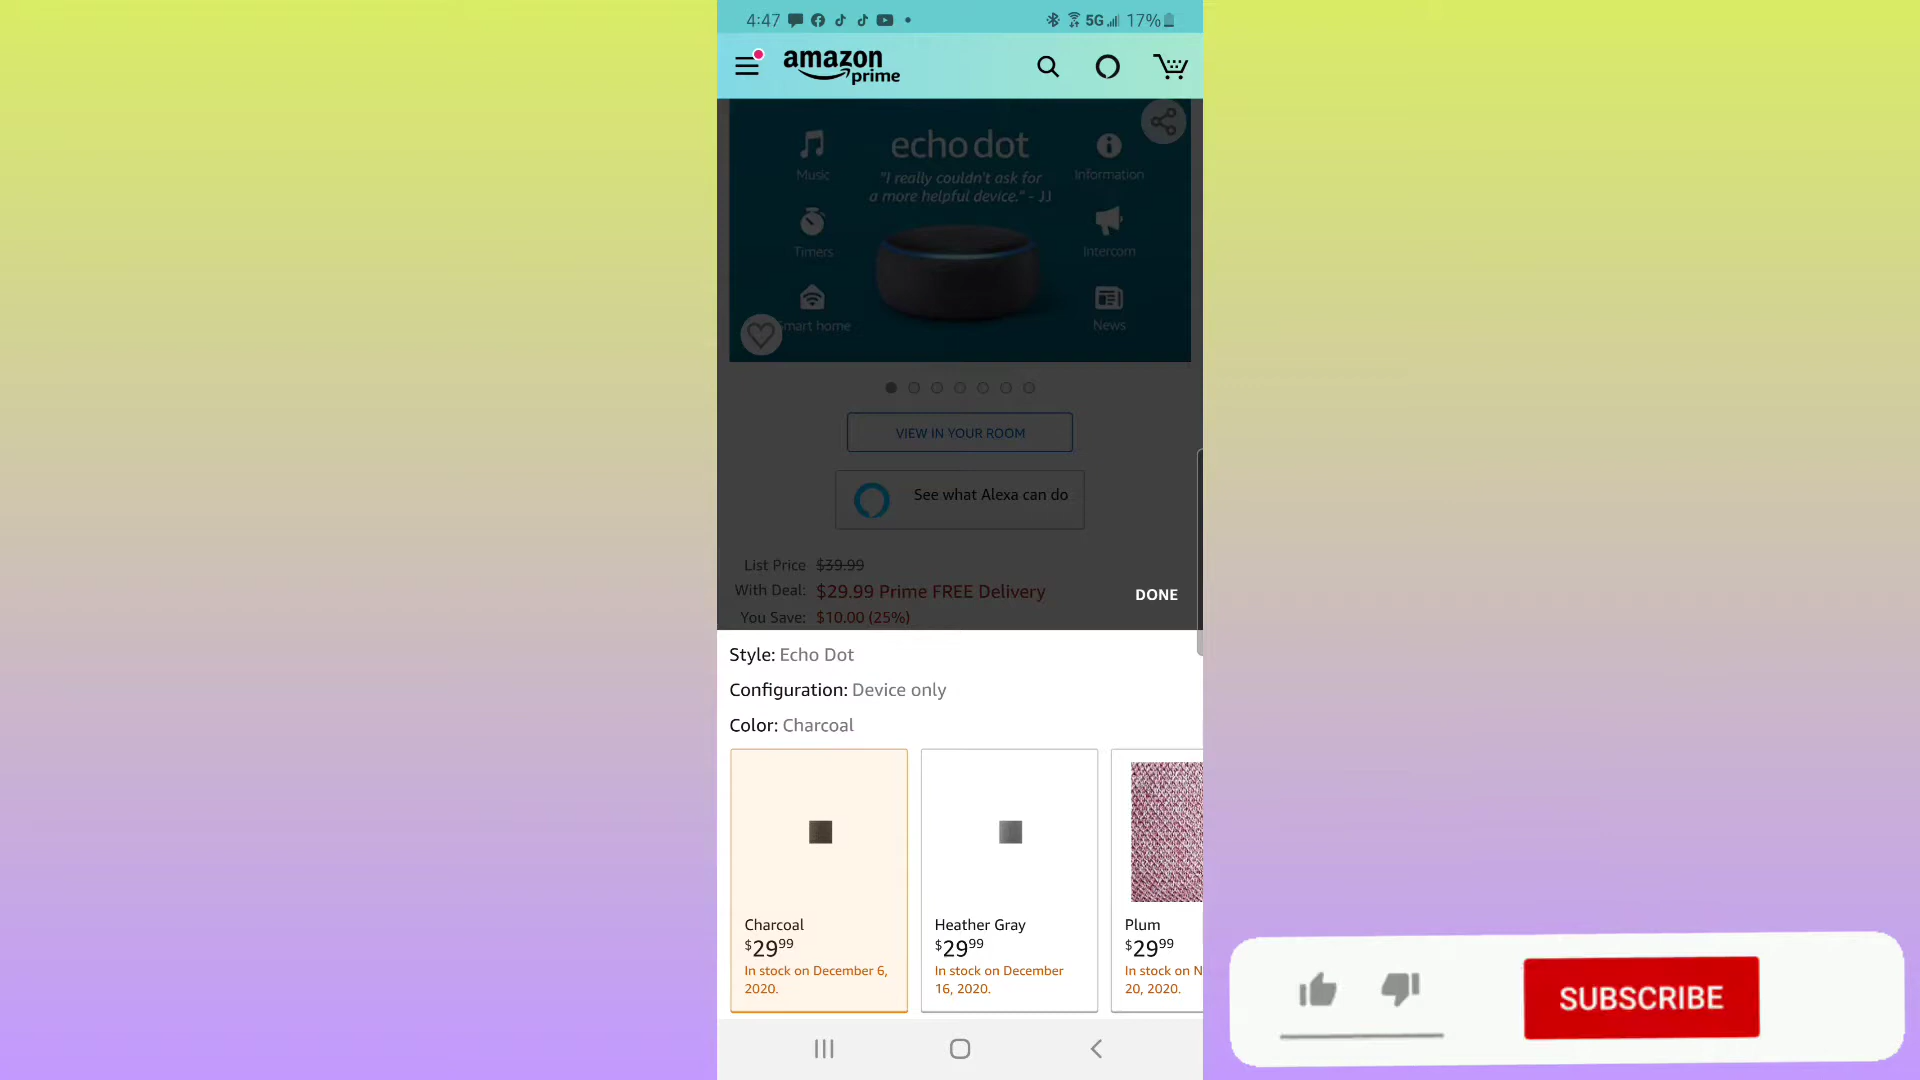 4:47
5G 17%
amazon prime
echo dot
"I really couldn't ask for
a more helpful device." - JJ
Music
Information
Timers
Intercom
mart home
News
VIEW IN YOUR ROOM
See what Alexa can do
List Price $39.99
With Deal: $29.99 Prime FREE Delivery
DONE
You Save: $10.00 (25%)
Style: Echo Dot
Configuration: Device only
Color: Charcoal
Charcoal
$29.99
In stock on December 6,
2020.
Heather Gray
$29.99
In stock on December
16, 2020.
Plum
$29.99
In stock on N
20, 2020.
SUBSCRIBE